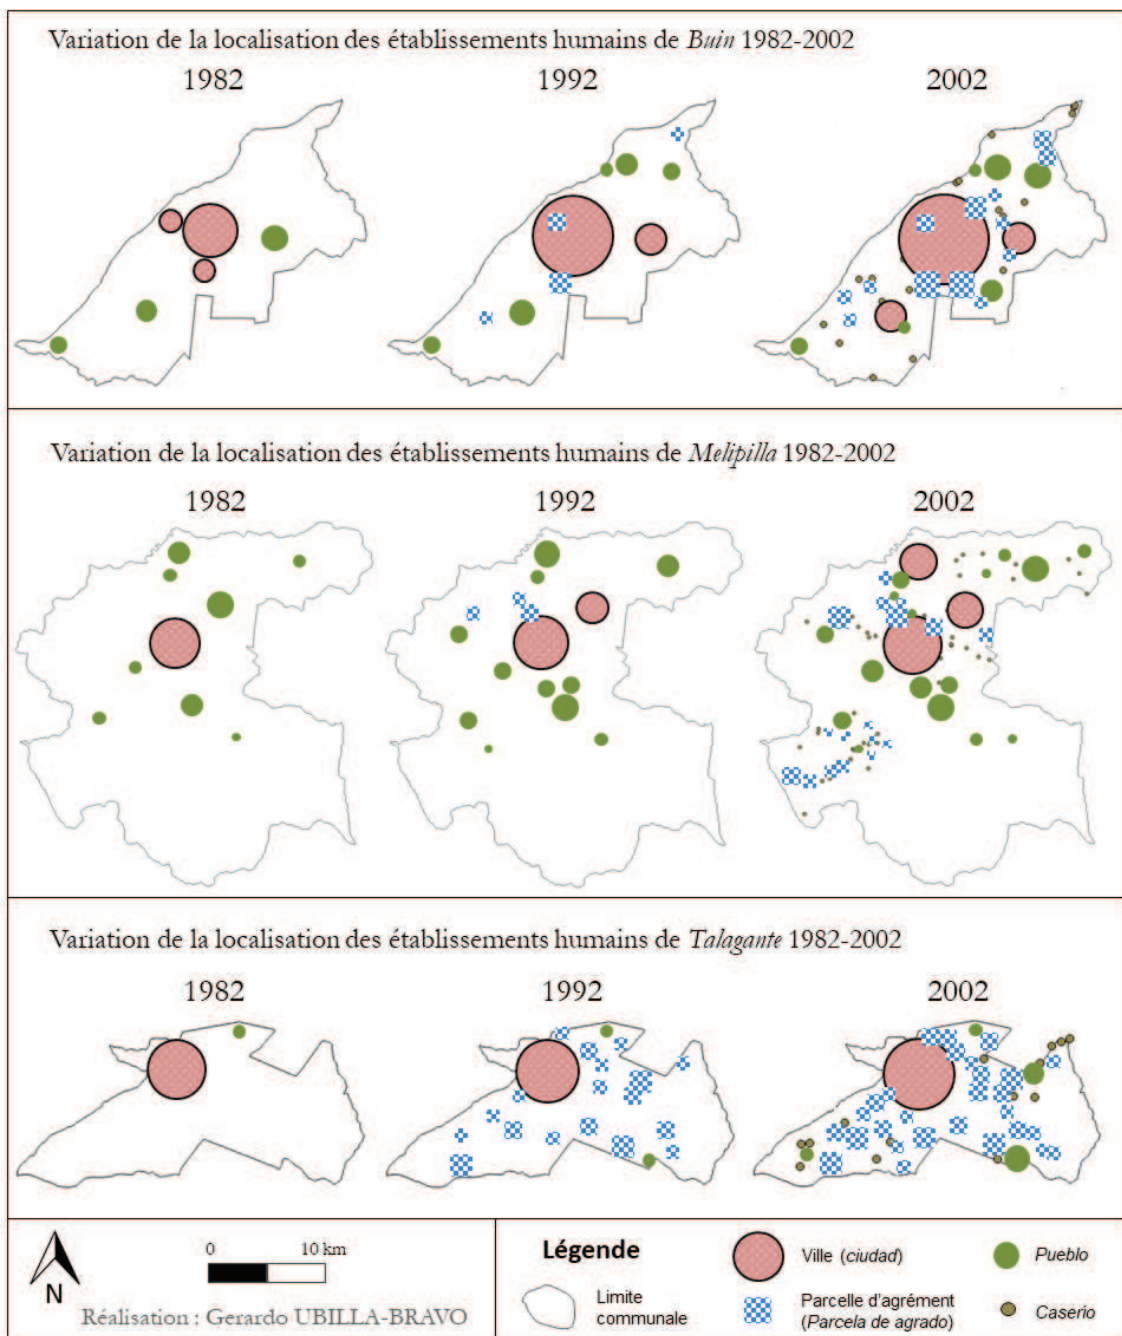 Variation de la localisation des établissements humains de Buin 1982-2002
1982
1992
2002
Variation de la localisation des établissements humains de Melipilla 1982-2002
1982
1992
2002
Variation de la localisation des établissements humains de Talagante 1982-2002
1982
1992
2002
N
0 10 km
Réalisation : Gerardo UBILLA-BRAVO
Légende
Limite
communale
Ville (ciudad)
Parcelle d'agrément
(Parcela de agrado)
Pueblo
Caserio